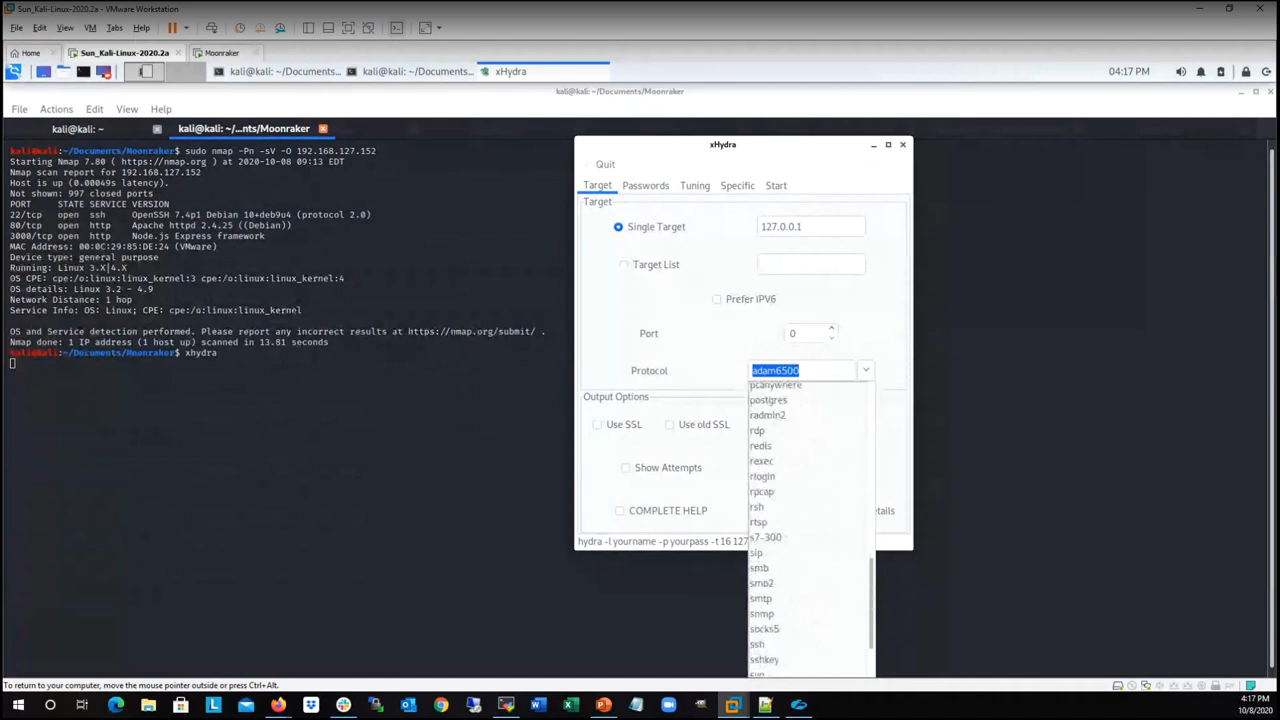 Sun_Kali-Linux-2020.2a - VMware Workstation
File Edit View VM Tabs Help
Home Sun_Kali-Linux-2020.2a Moonraker
kali@kali: ~/Documents... kali@kali: ~/Documents... xHydra 04:17 PM
kali@kali: ~/Documents/Moonraker
File Actions Edit View Help
kali@kali: ~ kali@kali: ~/...nts/Moonraker
kali@kali:~/Documents/Moonraker$ sudo nmap -Pn -sV -O 192.168.127.152
Starting Nmap 7.80 ( https://nmap.org ) at 2020-10-08 09:13 EDT
Nmap scan report for 192.168.127.152
Host is up (0.00049s latency).
Not shown: 997 closed ports
PORT STATE SERVICE VERSION
22/tcp open ssh OpenSSH 7.4p1 Debian 10+deb9u4 (protocol 2.0)
80/tcp open http Apache httpd 2.4.25 ((Debian))
3000/tcp open http Node.js Express framework
MAC Address: 00:0C:29:85:DE:24 (VMware)
Device type: general purpose
Running: Linux 3.X|4.X
OS CPE: cpe:/o:linux:linux_kernel:3 cpe:/o:linux:linux_kernel:4
OS details: Linux 3.2 - 4.9
Network Distance: 1 hop
Service Info: OS: Linux; CPE: cpe:/o:linux:linux_kernel
OS and Service detection performed. Please report any incorrect results at https://nmap.org/submit/ .
Nmap done: 1 IP address (1 host up) scanned in 13.81 seconds
kali@kali:~/Documents/Moonraker$ xhydra
xHydra
Quit
Target Passwords Tuning Specific Start
Target
Single Target 127.0.0.1
Target List
Prefer IPV6
Port 0
Protocol adam6500
pcanywhere
postgres
radmin2
rdp
redis
rexec
rlogin
rpcap
rsh
rtsp
s7-300
sip
smb
smb2
smtp
snmp
socks5
ssh
sshkey
Output Options
Use SSL Use old SSL
Show Attempts
COMPLETE HELP etails
hydra -l yourname -p yourpass -t 16 127
To return to your computer, move the mouse pointer outside or press Ctrl+Alt.
4:17 PM
10/8/2020